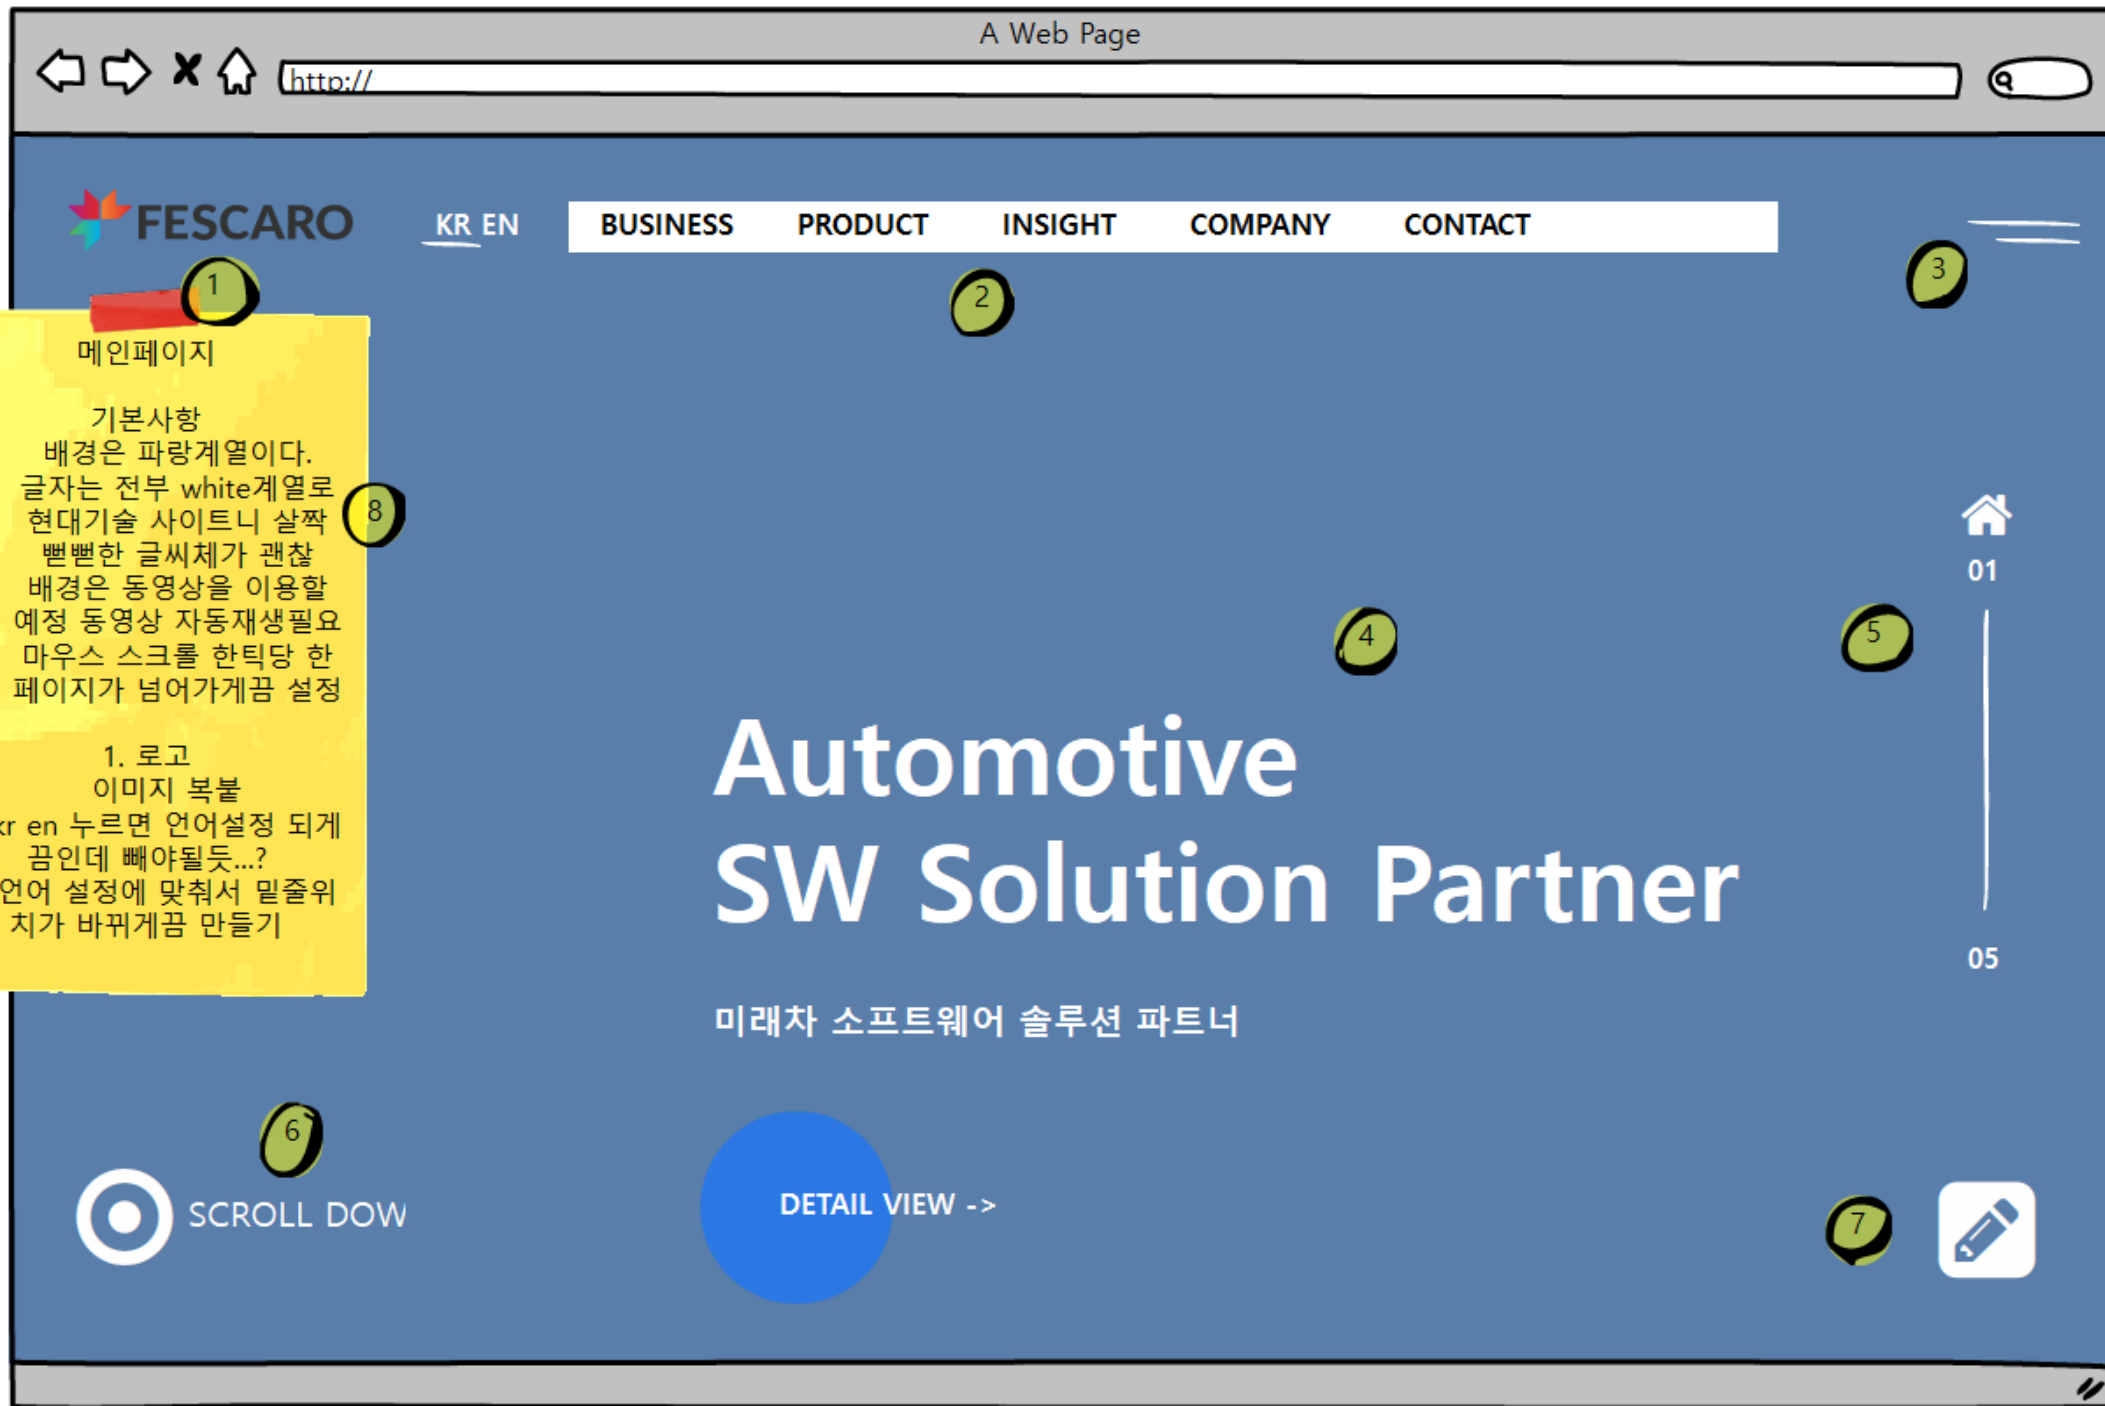 A Web Page
http://
FESCARO
KR EN
BUSINESS PRODUCT INSIGHT COMPANY CONTACT
1
2
3
메인페이지
기본사항
배경은 파랑계열이다.
글자는 전부 white계열로
현대기술 사이트니 살짝
뻗뻗한 글씨체가 괜찮
배경은 동영상을 이용할
예정 동영상 자동재생필요
마우스 스크롤 한틱당 한
페이지가 넘어가게끔 설정
1. 로고
이미지 복붙
kr en 누르면 언어설정 되게
끔인데 빼야될듯...?
언어 설정에 맞춰서 밑줄위
치가 바뀌게끔 만들기
8
4
5
01
05
Automotive
SW Solution Partner
미래차 소프트웨어 솔루션 파트너
6
SCROLL DOW
DETAIL VIEW ->
7